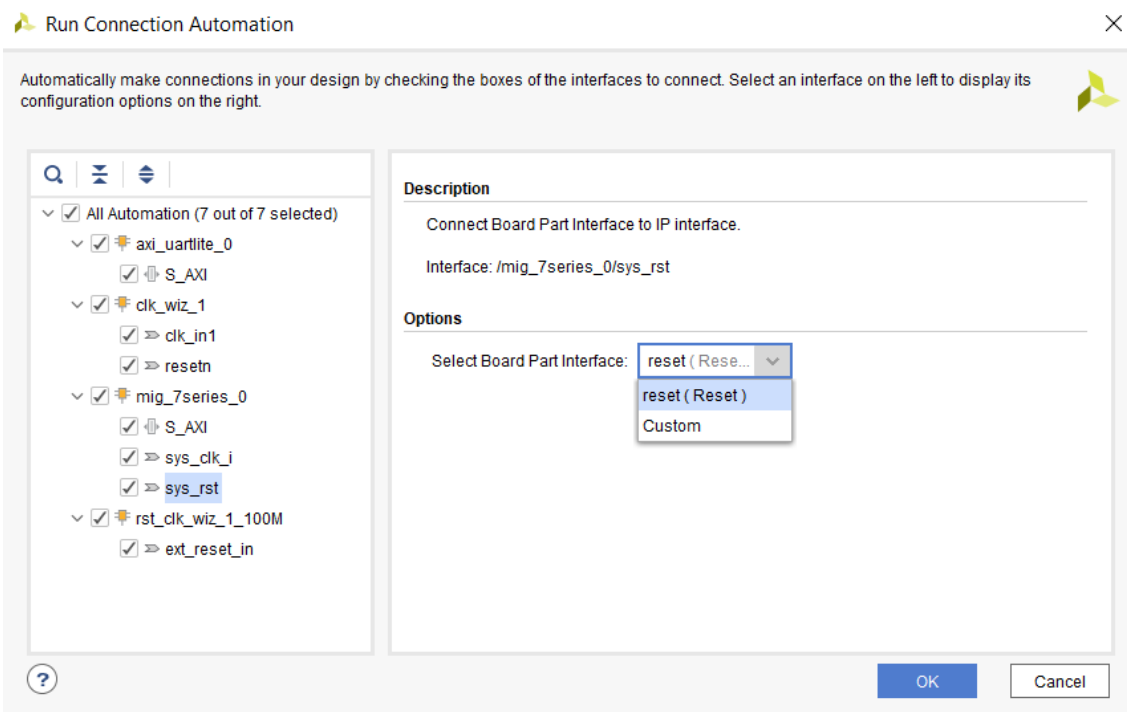 Run Connection Automation
Automatically make connections in your design by checking the boxes of the interfaces to connect. Select an interface on the left to display its
configuration options on the right.
All Automation (7 out of 7 selected)
axi_uartlite_0
S_AXI
clk_wiz_1
clk_in1
resetn
mig_7series_0
S_AXI
sys_clk_i
sys_rst
rst_clk_wiz_1_100M
ext_reset_in
Description
Connect Board Part Interface to IP interface.
Interface: /mig_7series_0/sys_rst
Options
Select Board Part Interface: reset ( Rese...
reset ( Reset )
Custom
?
OK
Cancel